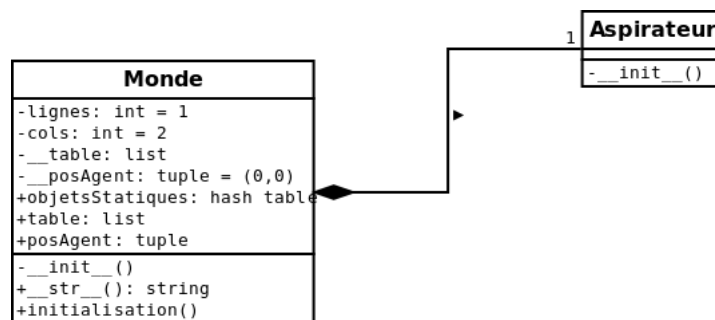 Monde
-lignes: int = 1
-cols: int = 2
-__table: list
-__posAgent: tuple = (0,0)
+objetsStatiques: hash table
+table: list
+posAgent: tuple
-__init__()
+__str__(): string
+initialisation()
1
Aspirateur
-__init__()